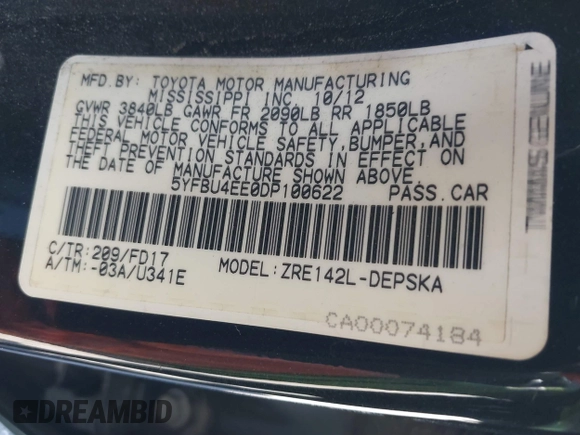 MFD.BY: TOYOTA MOTOR MANUFACTURING
MISSISSIPPI INC. 10/12
GVWR 3840LB GAWR FR 2090LB RR 1850LB
THIS VEHICLE CONFORMS TO ALL APPLICABLE
FEDERAL MOTOR VEHICLE SAFETY,BUMPER,AND
THEFT PREVENTION STANDARDS IN EFFECT ON
THE DATE OF MANUFACTURE SHOWN ABOVE.
5YFBU4EE0DP100622 PASS.CAR
C/TR:209/FD17
A/TM:-03A/U341E
MODEL:ZRE142L-DEPSKA
CA00074184
DREAMBID